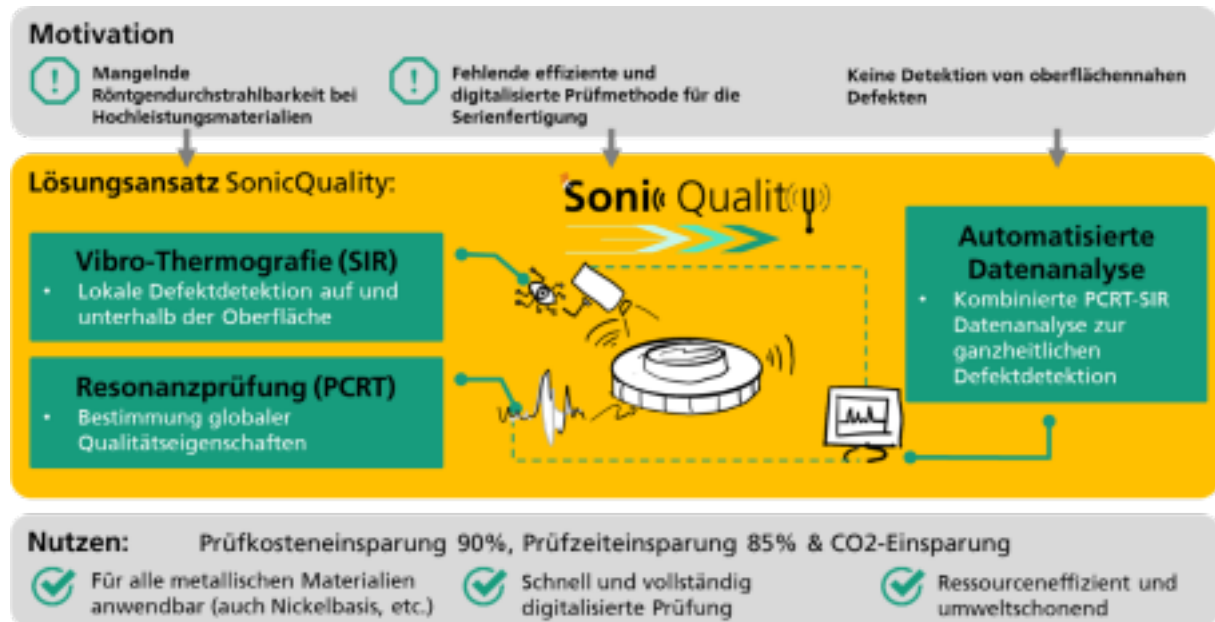 Motivation
Mangelnde
Röntgendurchstrahlbarkeit bei
Hochleistungsmaterialien
Fehlende effiziente und
digitalisierte Prüfmethode für die
Serienfertigung
Keine Detektion von oberflächennahen
Defekten
Lösungsansatz SonicQuality:
Sonic Quality
Vibro-Thermografie (SIR)
• Lokale Defektdetektion auf und
unterhalb der Oberfläche
Resonanzprüfung (PCRT)
• Bestimmung globaler
Qualitätseigenschaften
Automatisierte
Datenanalyse
• Kombinierte PCRT-SIR
Datenanalyse zur
ganzheitlichen
Defektdetektion
Nutzen: Prüfkosteneinsparung 90%, Prüfzeiteinsparung 85% & CO2-Einsparung
Für alle metallischen Materialien
anwendbar (auch Nickelbasis, etc.)
Schnell und vollständig
digitalisierte Prüfung
Ressourceneffizient und
umweltschonend